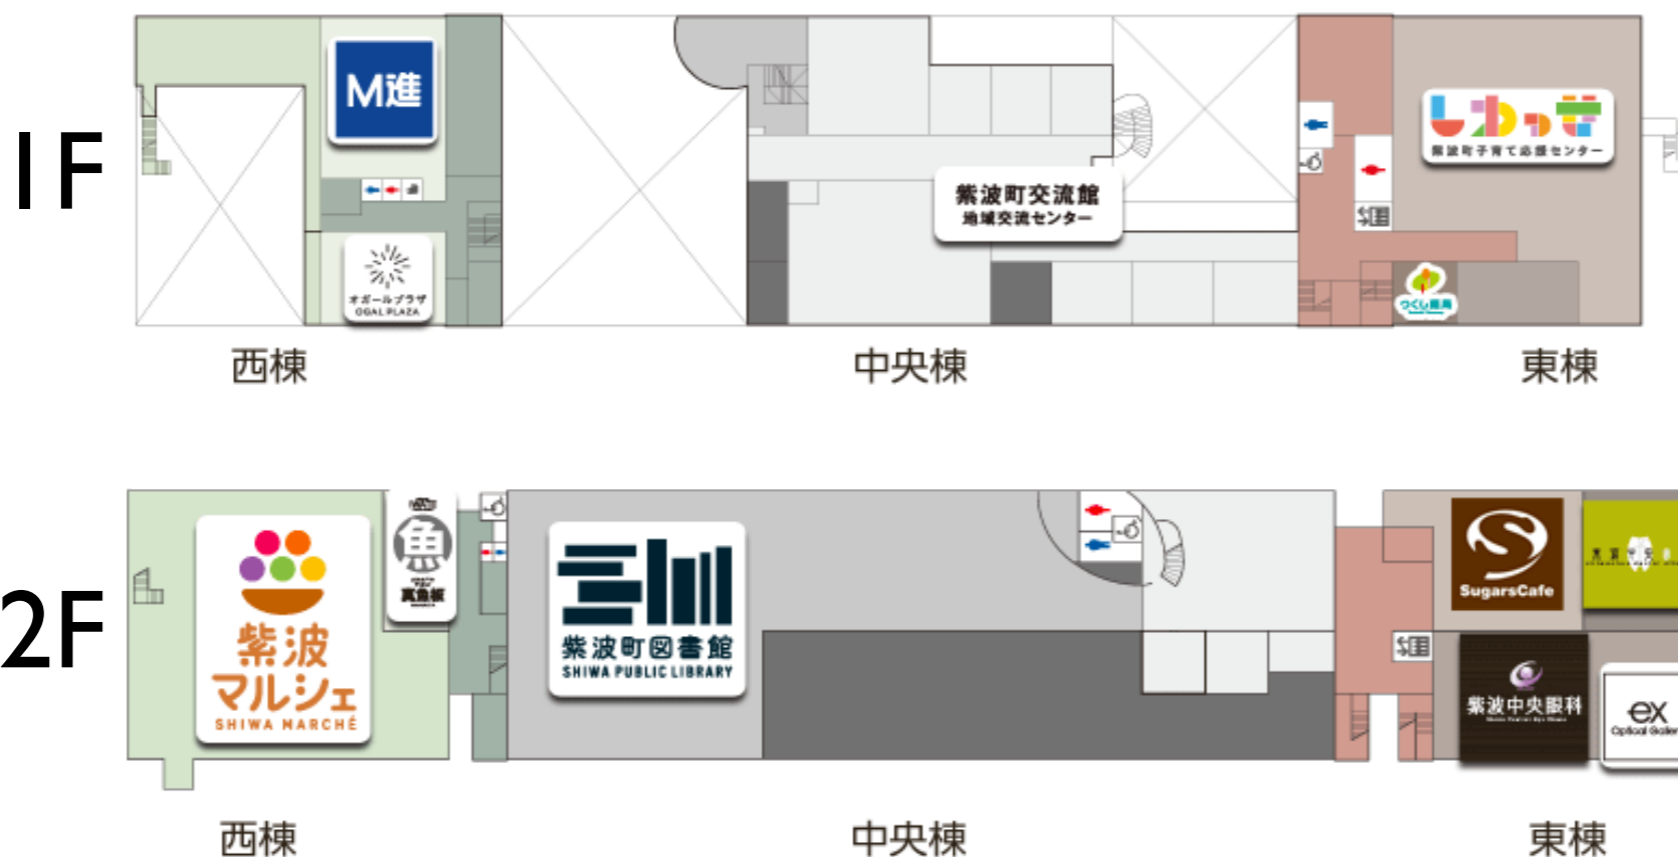 1F
M進
しわっせ
紫波町子育て応援センター
紫波町交流館
地域交流センター
オガールプラザ
OGAL PLAZA
つくし薬局
西棟
中央棟
東棟
2F
魚
真魚板
紫波
マルシェ
SHIWA MARCHÉ
紫波町図書館
SHIWA PUBLIC LIBRARY
SugarsCafe
紫波中央眼科
ex
Optical Galler
西棟
中央棟
東棟